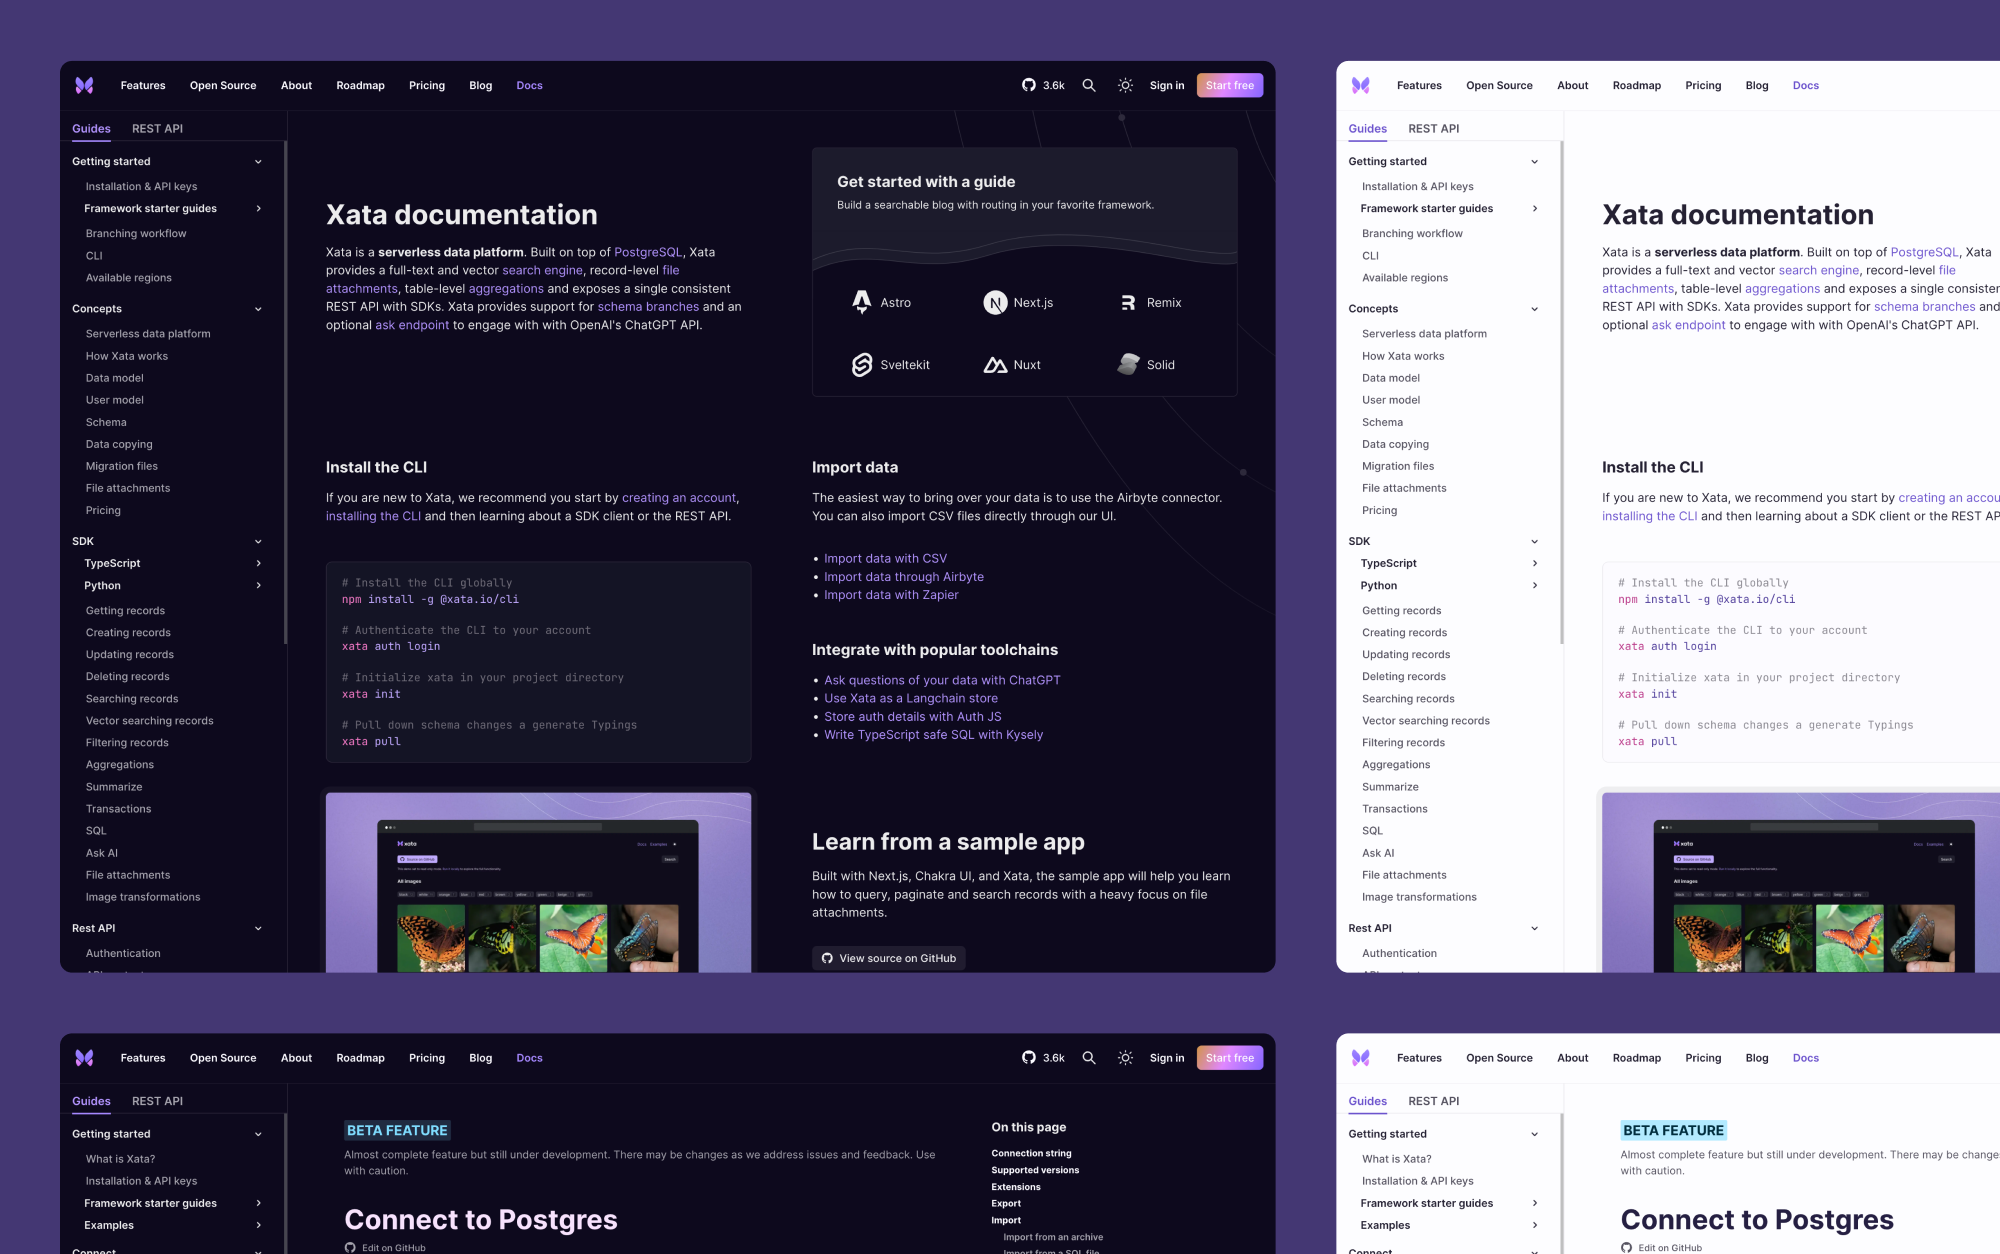 Features Open Source About Roadmap Pricing Blog Docs 3.6k Sign in Start free
Guides REST API
Getting started
Installation & API keys
Framework starter guides
Branching workflow
CLI
Available regions
Concepts
Serverless data platform
How Xata works
Data model
User model
Schema
Data copying
Migration files
File attachments
Pricing
SDK
TypeScript
Python
Getting records
Creating records
Updating records
Deleting records
Searching records
Vector searching records
Filtering records
Aggregations
Summarize
Transactions
SQL
Ask AI
File attachments
Image transformations
Rest API
Authentication
Xata documentation
Xata is a serverless data platform. Built on top of PostgreSQL, Xata
provides a full-text and vector search engine, record-level file
attachments, table-level aggregations and exposes a single consistent
REST API with SDKs. Xata provides support for schema branches and an
optional ask endpoint to engage with with OpenAI's ChatGPT API.
Get started with a guide
Build a searchable blog with routing in your favorite framework.
Astro Next.js Remix
Sveltekit Nuxt Solid
Install the CLI
If you are new to Xata, we recommend you start by creating an account,
installing the CLI and then learning about a SDK client or the REST API.
# Install the CLI globally
npm install -g @xata.io/cli
# Authenticate the CLI to your account
xata auth login
# Initialize xata in your project directory
xata init
# Pull down schema changes a generate Typings
xata pull
Import data
The easiest way to bring over your data is to use the Airbyte connector.
You can also import CSV files directly through our UI.
• Import data with CSV
• Import data through Airbyte
• Import data with Zapier
Integrate with popular toolchains
• Ask questions of your data with ChatGPT
• Use Xata as a Langchain store
• Store auth details with Auth JS
• Write TypeScript safe SQL with Kysely
xata
Docs Examples
Source on GitHub
Search
All images
Learn from a sample app
Built with Next.js, Chakra UI, and Xata, the sample app will help you learn
how to query, paginate and search records with a heavy focus on file
attachments.
View source on GitHub
Features Open Source About Roadmap Pricing Blog Docs
Guides REST API
Getting started
Installation & API keys
Framework starter guides
Branching workflow
CLI
Available regions
Concepts
Serverless data platform
How Xata works
Data model
User model
Schema
Data copying
Migration files
File attachments
Pricing
SDK
TypeScript
Python
Getting records
Creating records
Updating records
Deleting records
Searching records
Vector searching records
Filtering records
Aggregations
Summarize
Transactions
SQL
Ask AI
File attachments
Image transformations
Rest API
Authentication
Xata documentation
Xata is a serverless data platform. Built on top of PostgreSQL, Xata
provides a full-text and vector search engine, record-level file
attachments, table-level aggregations and exposes a single consisten
REST API with SDKs. Xata provides support for schema branches and
optional ask endpoint to engage with with OpenAI's ChatGPT API.
Install the CLI
If you are new to Xata, we recommend you start by creating an accou
installing the CLI and then learning about a SDK client or the REST AP
# Install the CLI globally
npm install -g @xata.io/cli
# Authenticate the CLI to your account
xata auth login
# Initialize xata in your project directory
xata init
# Pull down schema changes a generate Typings
xata pull
xata
Docs Examples
Source on GitHub
Search
All images
Features Open Source About Roadmap Pricing Blog Docs 3.6k Sign in Start free
Guides REST API
Getting started
What is Xata?
Installation & API keys
Framework starter guides
Examples
Connect
BETA FEATURE
Almost complete feature but still under development. There may be changes as we address issues and feedback. Use
with caution.
Connect to Postgres
Edit on GitHub
On this page
Connection string
Supported versions
Extensions
Export
Import
Import from an archive
Import from a SQL file
Features Open Source About Roadmap Pricing Blog Docs
Guides REST API
Getting started
What is Xata?
Installation & API keys
Framework starter guides
Examples
Connect
BETA FEATURE
Almost complete feature but still under development. There may be change
with caution.
Connect to Postgres
Edit on GitHub